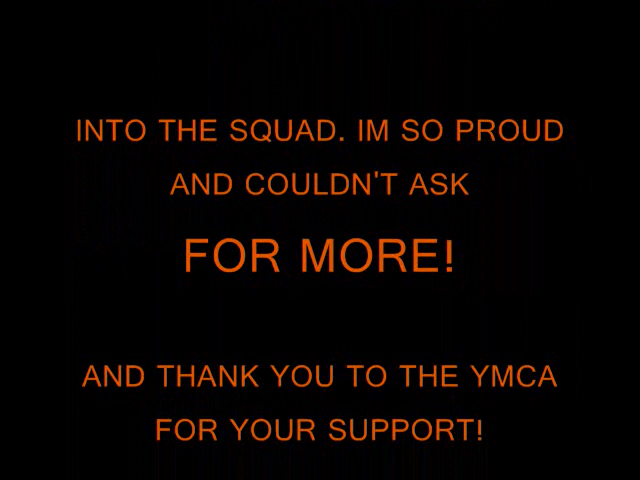 INTO THE SQUAD. IM SO PROUD
AND COULDN'T ASK
FOR MORE!
AND THANK YOU TO THE YMCA
FOR YOUR SUPPORT!